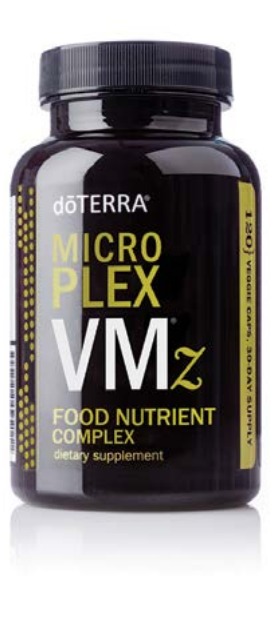 dōTERRA®
MICRO
PLEX
VMz®
FOOD NUTRIENT
COMPLEX
dietary supplement
120} VEGGIE CAPS, 30-DAY SUPPLY